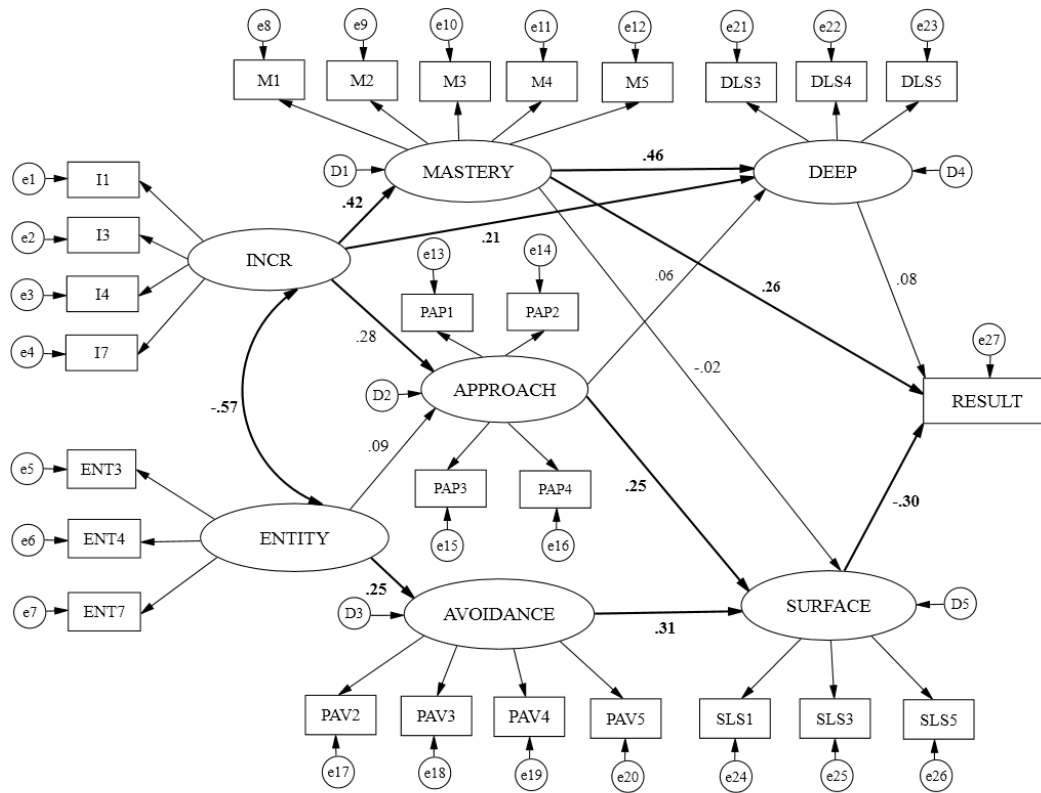 e8 e9 e10 e11 e12 e21 e22 e23
M1 M2 M3 M4 M5 DLS3 DLS4 DLS5
D1 MASTERY .46 DEEP D4
e1 I1
.42 .21
e2 I3
INCR e13 e14 .06 .26 .08
e3 I4
PAP1 PAP2
e4 I7 .28 -.02 e27
D2 APPROACH RESULT
-.57
.09
e5 ENT3
PAP3 PAP4 .25 -.30
e6 ENT4 ENTITY e15 e16
.25
e7 ENT7 D3 AVOIDANCE .31 SURFACE D5
PAV2 PAV3 PAV4 PAV5 SLS1 SLS3 SLS5
e17 e18 e19 e20 e24 e25 e26